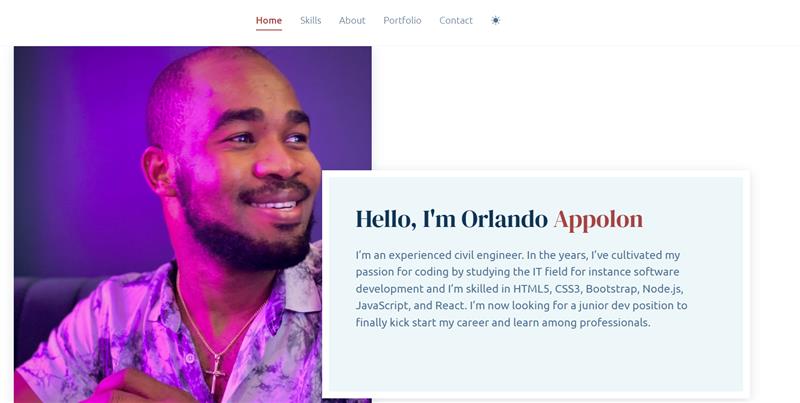 Home Skills About Portfolio Contact
Hello, I'm Orlando Appolon
I'm an experienced civil engineer. In the years, I've cultivated my
passion for coding by studying the IT field for instance software
development and I'm skilled in HTML5, CSS3, Bootstrap, Node.js,
JavaScript, and React. I'm now looking for a junior dev position to
finally kick start my career and learn among professionals.